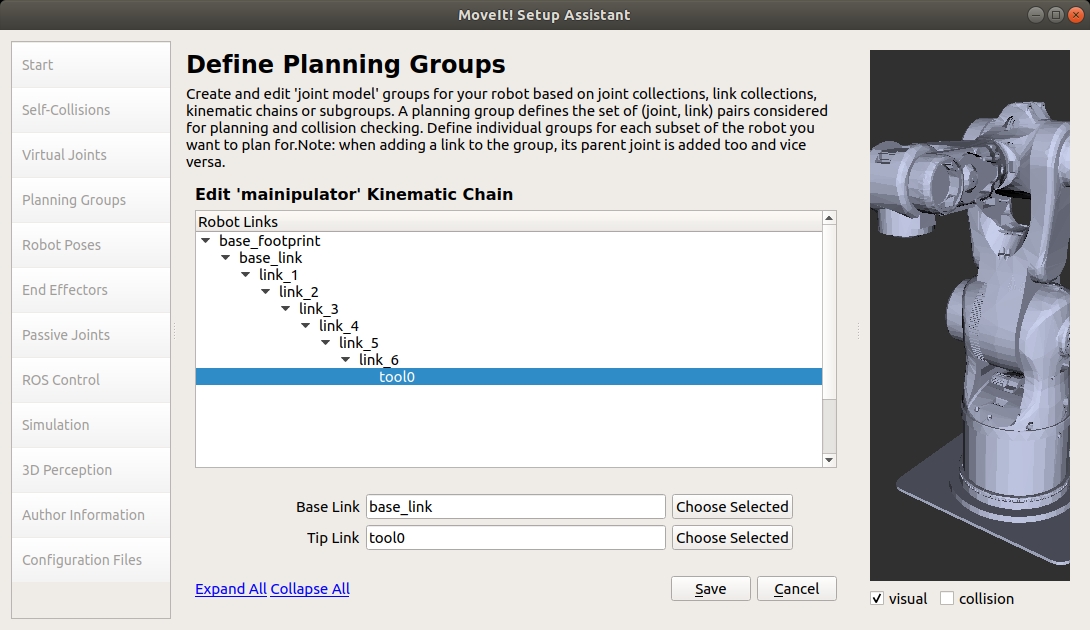 MoveIt! Setup Assistant
Start
Self-Collisions
Virtual Joints
Planning Groups
Robot Poses
End Effectors
Passive Joints
ROS Control
Simulation
3D Perception
Author Information
Configuration Files
Define Planning Groups
Create and edit 'joint model' groups for your robot based on joint collections, link collections,
kinematic chains or subgroups. A planning group defines the set of (joint, link) pairs considered
for planning and collision checking. Define individual groups for each subset of the robot you
want to plan for.Note: when adding a link to the group, its parent joint is added too and vice
versa.
Edit 'mainipulator' Kinematic Chain
Robot Links
base_footprint
base_link
link_1
link_2
link_3
link_4
link_5
link_6
tool0
Base Link base_link Choose Selected
Tip Link tool0 Choose Selected
Expand All Collapse All Save Cancel
visual collision